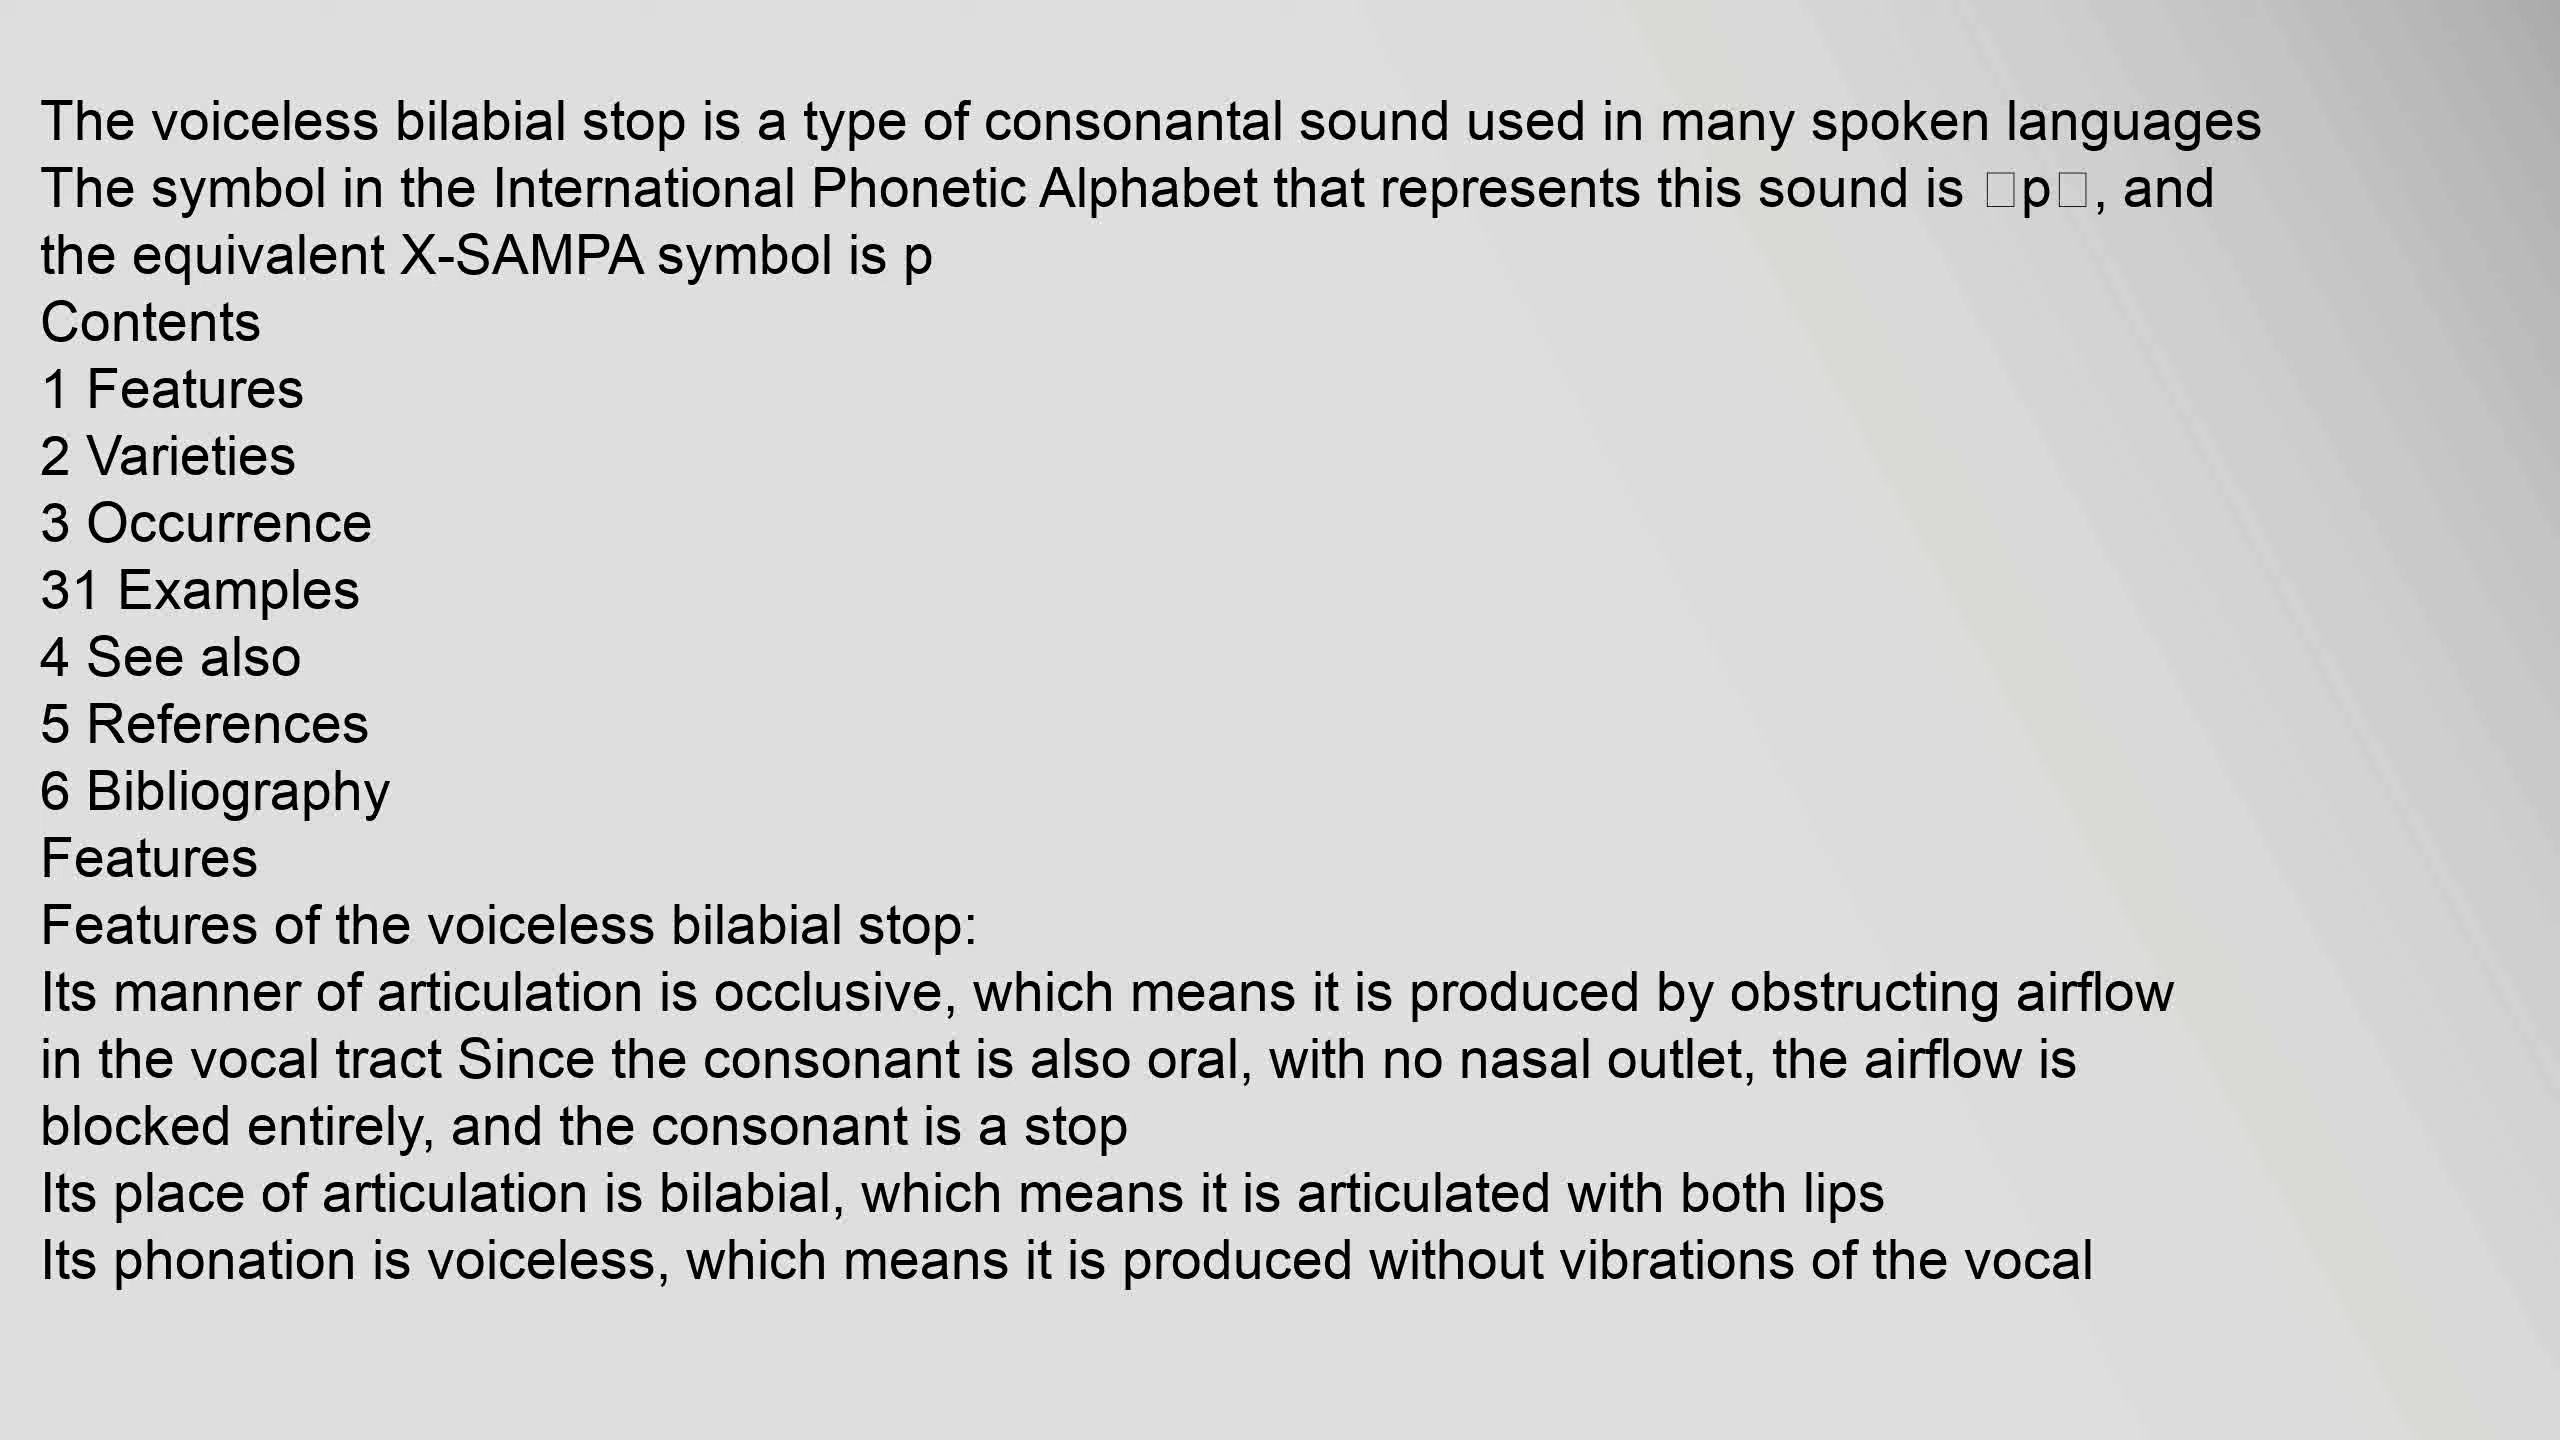 The voiceless bilabial stop is a type of consonantal sound used in many spoken languages
The symbol in the International Phonetic Alphabet that represents this sound is □p□, and
the equivalent X-SAMPA symbol is p
Contents
1 Features
2 Varieties
3 Occurrence
31 Examples
4 See also
5 References
6 Bibliography
Features
Features of the voiceless bilabial stop:
Its manner of articulation is occlusive, which means it is produced by obstructing airflow
in the vocal tract Since the consonant is also oral, with no nasal outlet, the airflow is
blocked entirely, and the consonant is a stop
Its place of articulation is bilabial, which means it is articulated with both lips
Its phonation is voiceless, which means it is produced without vibrations of the vocal